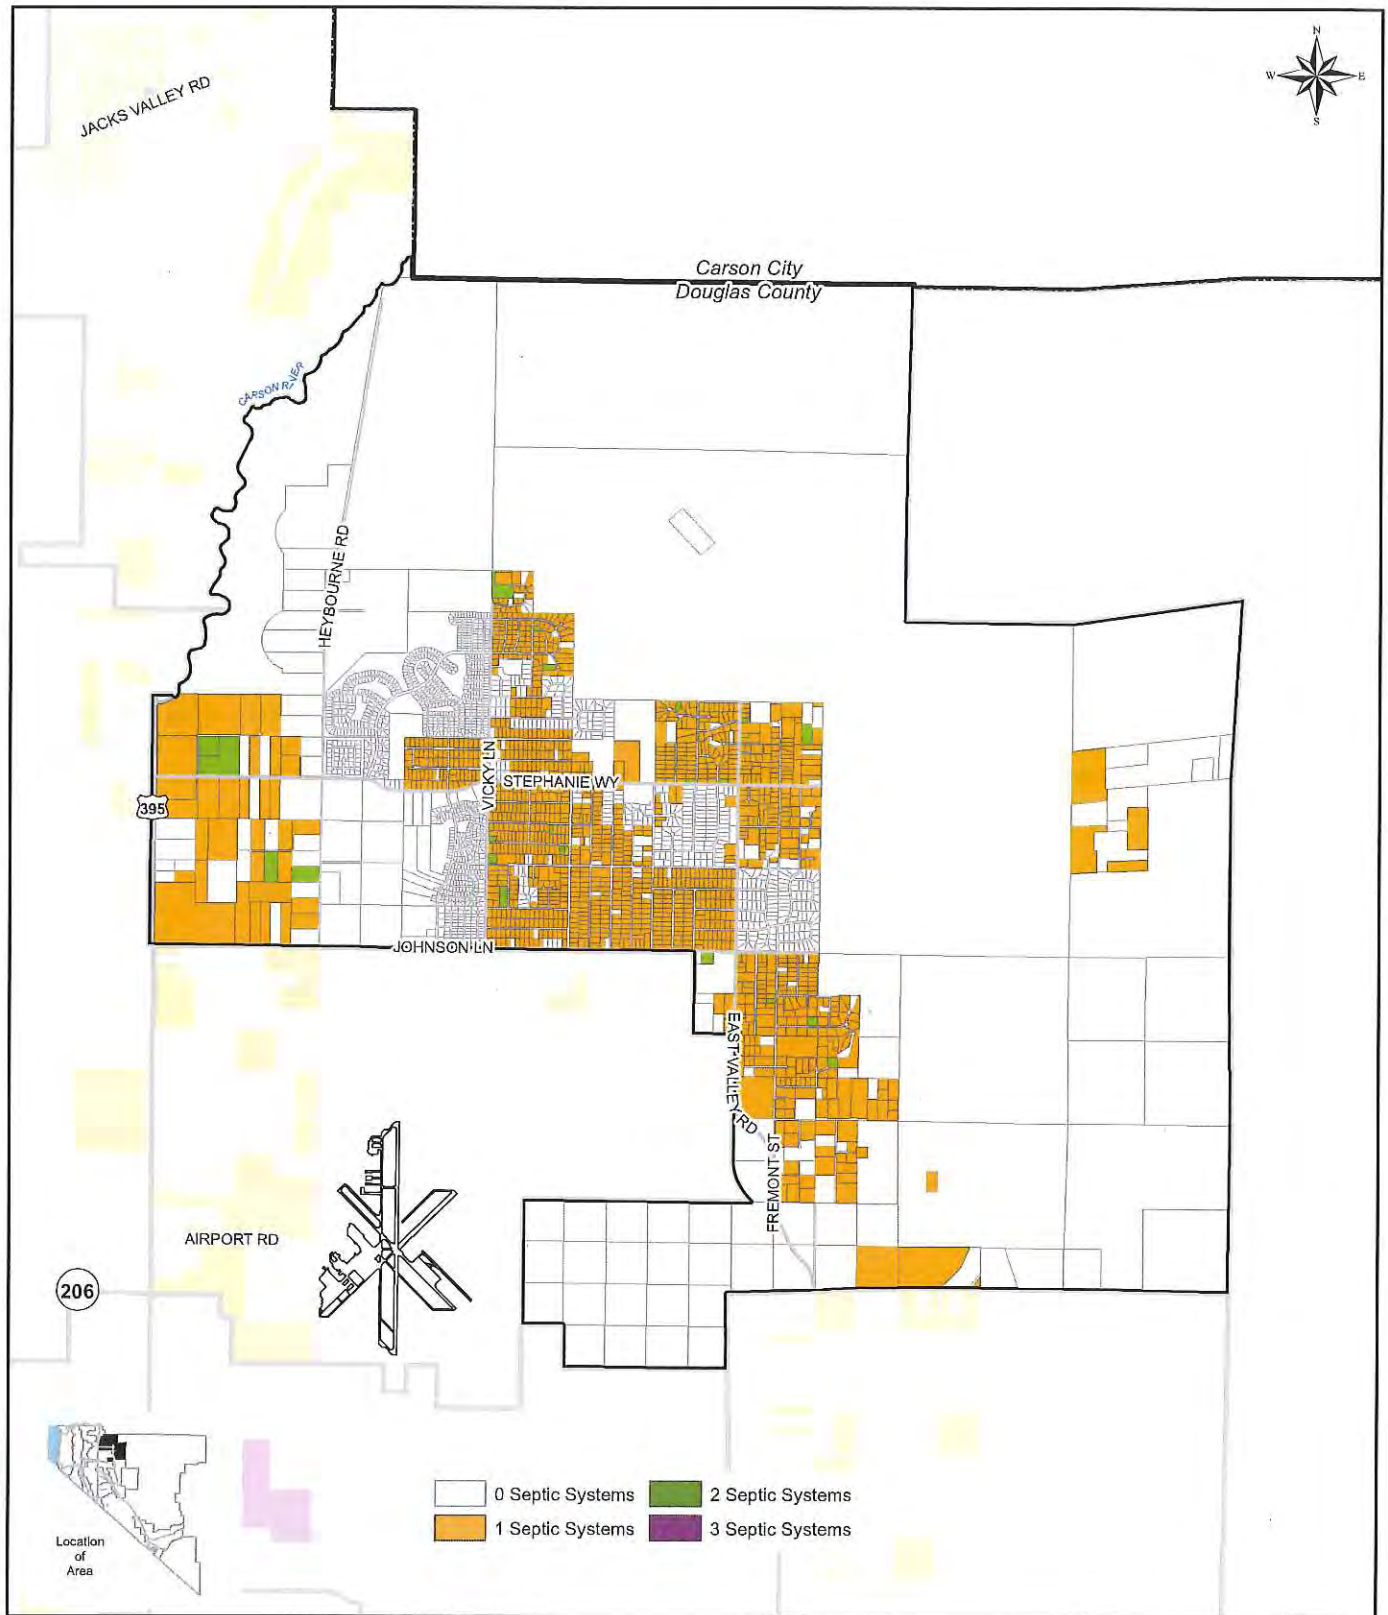 N
W E
S
JACKS VALLEY RD
Carson City
Douglas County
CARSON RIVER
HEYBOURNE RD
VICKY LN
STEPHANIE WY
395
JOHNSON LN
EAST VALLEY RD
FREMONT ST
AIRPORT RD
206
0 Septic Systems
2 Septic Systems
1 Septic Systems
3 Septic Systems
Location
of
Area